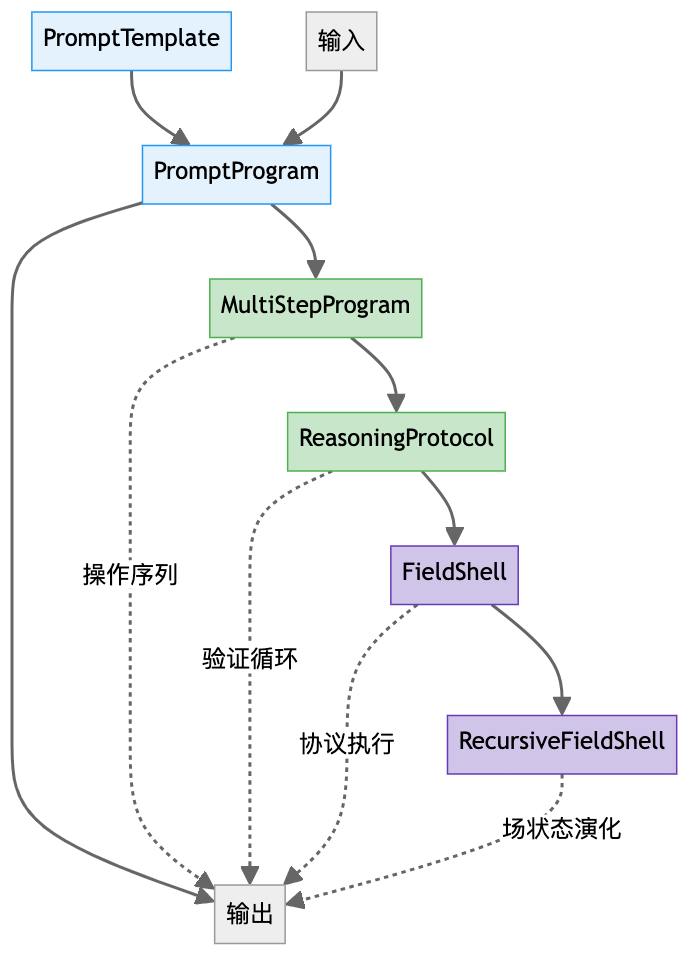 PromptTemplate
输入
PromptProgram
MultiStepProgram
ReasoningProtocol
FieldShell
操作序列
验证循环
协议执行
RecursiveFieldShell
场状态演化
输出